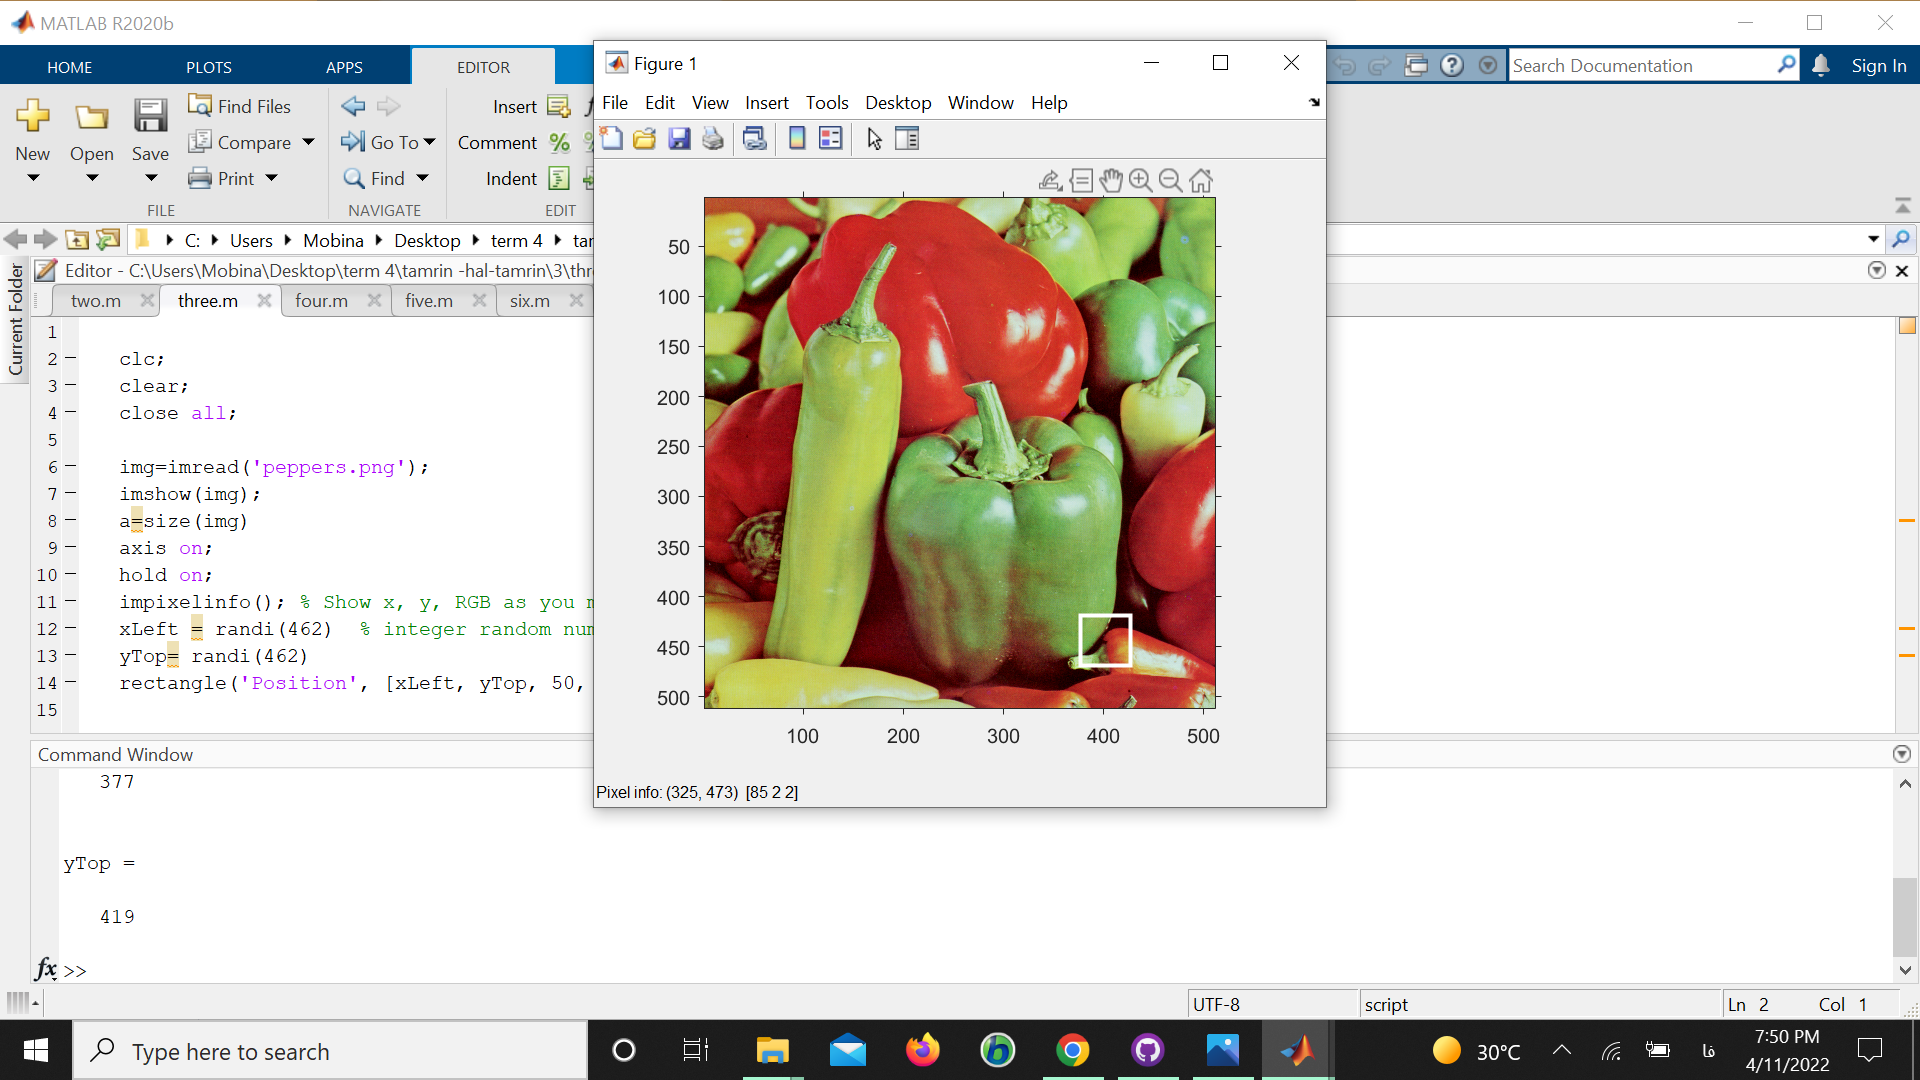 MATLAB R2020b
HOME PLOTS APPS EDITOR
Search Documentation Sign In
New Open Save
Find Files
Compare
Print
FILE
Go To
Find
NAVIGATE
Insert
Comment
Indent
EDIT
C: Users Mobina Desktop term 4
Current Folder
Editor - C:\Users\Mobina\Desktop\term 4\tamrin -hal-tamrin\3\thr
two.m three.m four.m five.m six.m
1
2 clc;
3 clear;
4 close all;
5
6 img=imread('peppers.png');
7 imshow(img);
8 a=size(img)
9 axis on;
10 hold on;
11 impixelinfo(); % Show x, y, RGB as you m
12 xLeft = randi(462) % integer random num
13 yTop= randi(462)
14 rectangle('Position', [xLeft, yTop, 50,
15
Command Window
377
yTop =
419
fx >>
Figure 1
File Edit View Insert Tools Desktop Window Help
50
100
150
200
250
300
350
400
450
500
100 200 300 400 500
Pixel info: (325, 473) [85 2 2]
UTF-8 script Ln 2 Col 1
Type here to search
30°C
فا
7:50 PM
4/11/2022